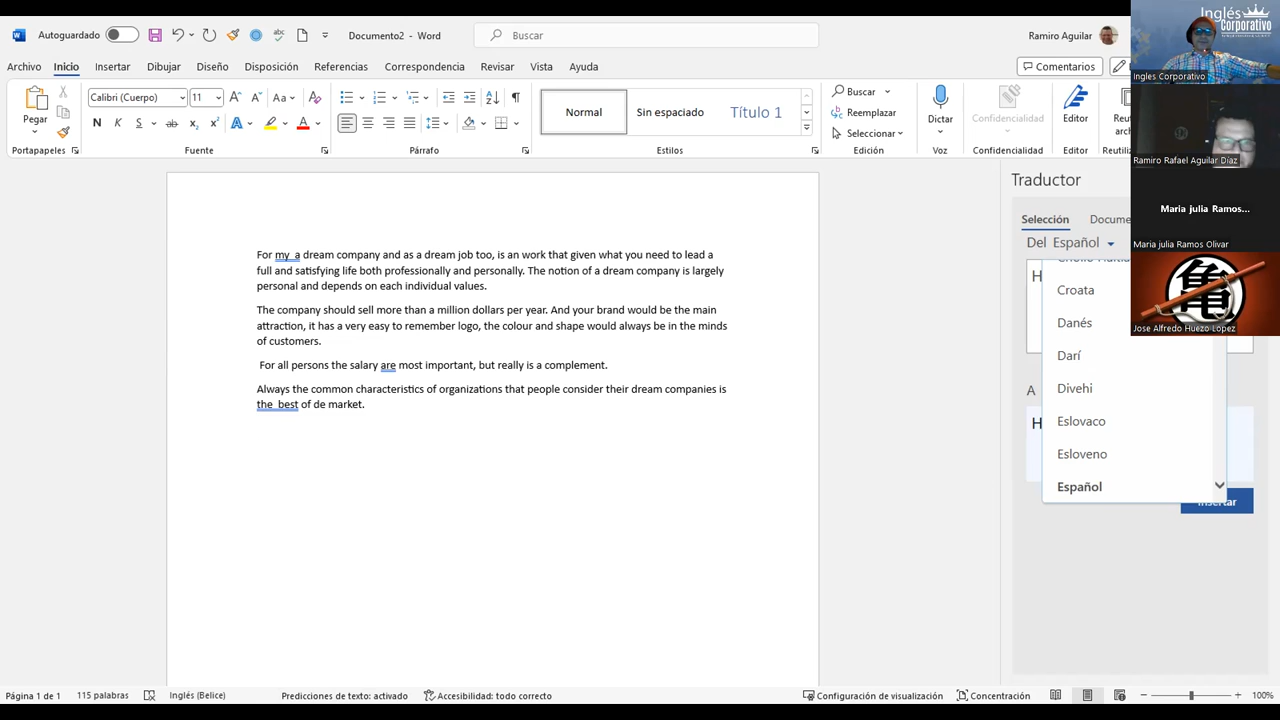 Autoguardado
Documento2 - Word
Buscar
Ramiro Aguilar
Archivo Inicio Insertar Dibujar Diseño Disposición Referencias Correspondencia Revisar Vista Ayuda
Comentarios
Pegar
Calibri (Cuerpo) 11
Normal
Sin espaciado
Título 1
Buscar
Reemplazar
Seleccionar
Dictar
Confidencialidad
Editor
Portapapeles
Fuente
Párrafo
Estilos
Edición
Voz
Confidencialidad
Editor
Inglés
Corporativo
Ingles Corporativo
Ramiro Rafael Aguilar Díaz
Maria julia Ramos...
Maria julia Ramos Olivar
Jose Alfredo Huezo Lopez
亀
For my a dream company and as a dream job too, is an work that given what you need to lead a
full and satisfying life both professionally and personally. The notion of a dream company is largely
personal and depends on each individual values.
The company should sell more than a million dollars per year. And your brand would be the main
attraction, it has a very easy to remember logo, the colour and shape would always be in the minds
of customers.
For all persons the salary are most important, but really is a complement.
Always the common characteristics of organizations that people consider their dream companies is
the best of de market.
Traductor
Selección
Del Español
Croata
Danés
Darí
Divehi
Eslovaco
Esloveno
Español
A
Insertar
Página 1 de 1
115 palabras
Inglés (Belice)
Predicciones de texto: activado
Accesibilidad: todo correcto
Configuración de visualización
Concentración
100%